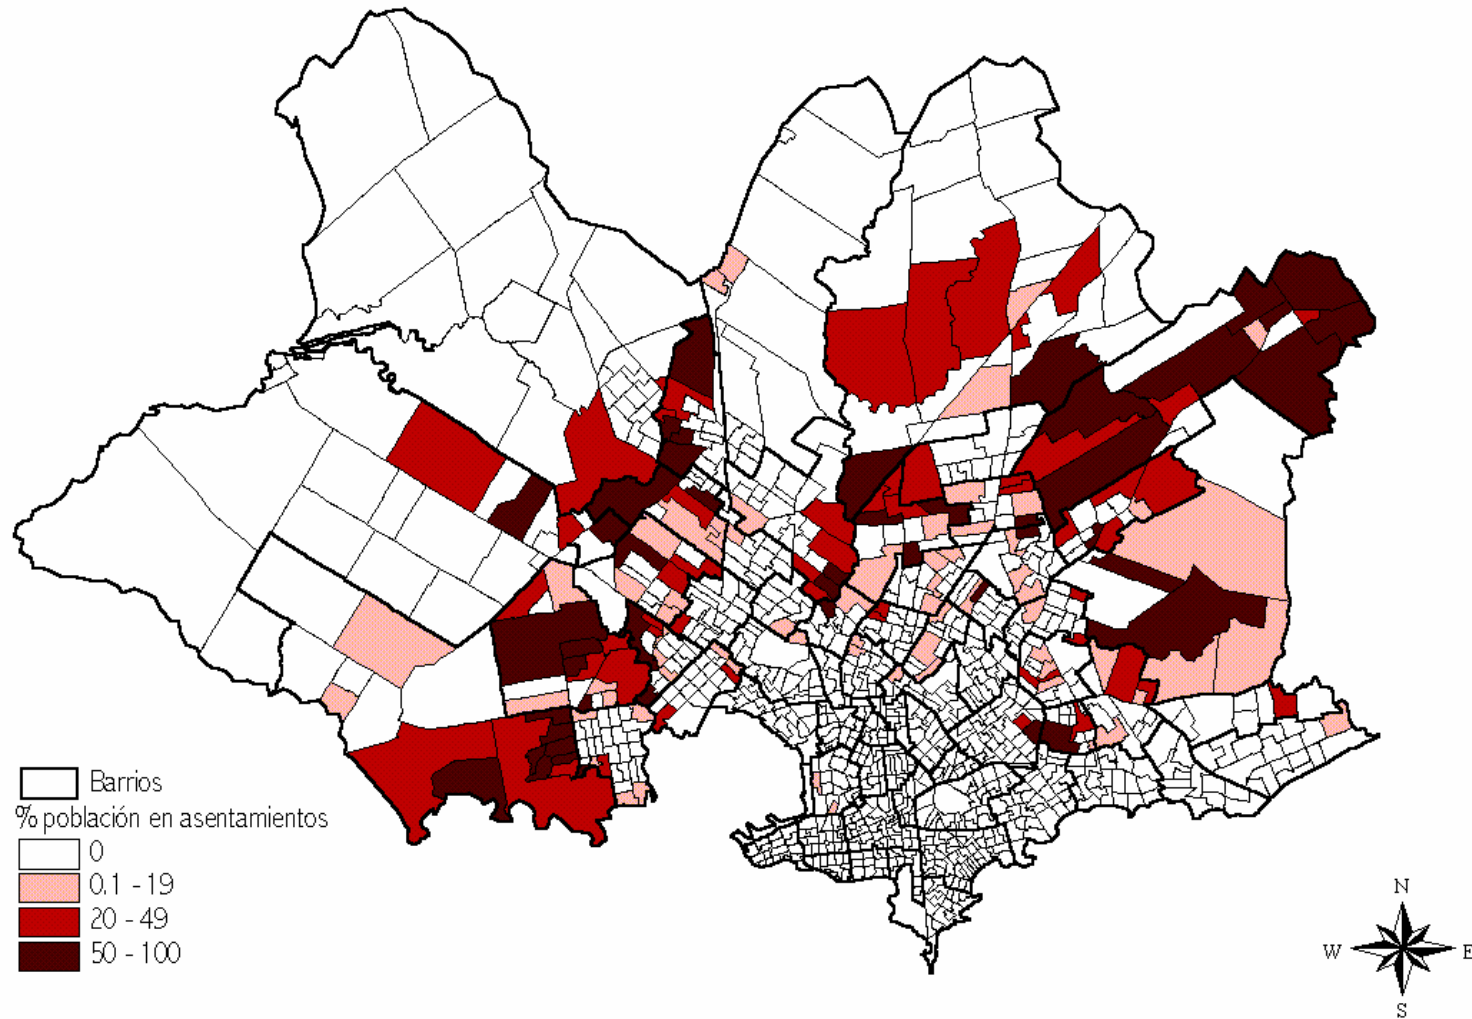 Barrios
% población en asentamientos
0
0.1 - 19
20 - 49
50 - 100
N
W E
S